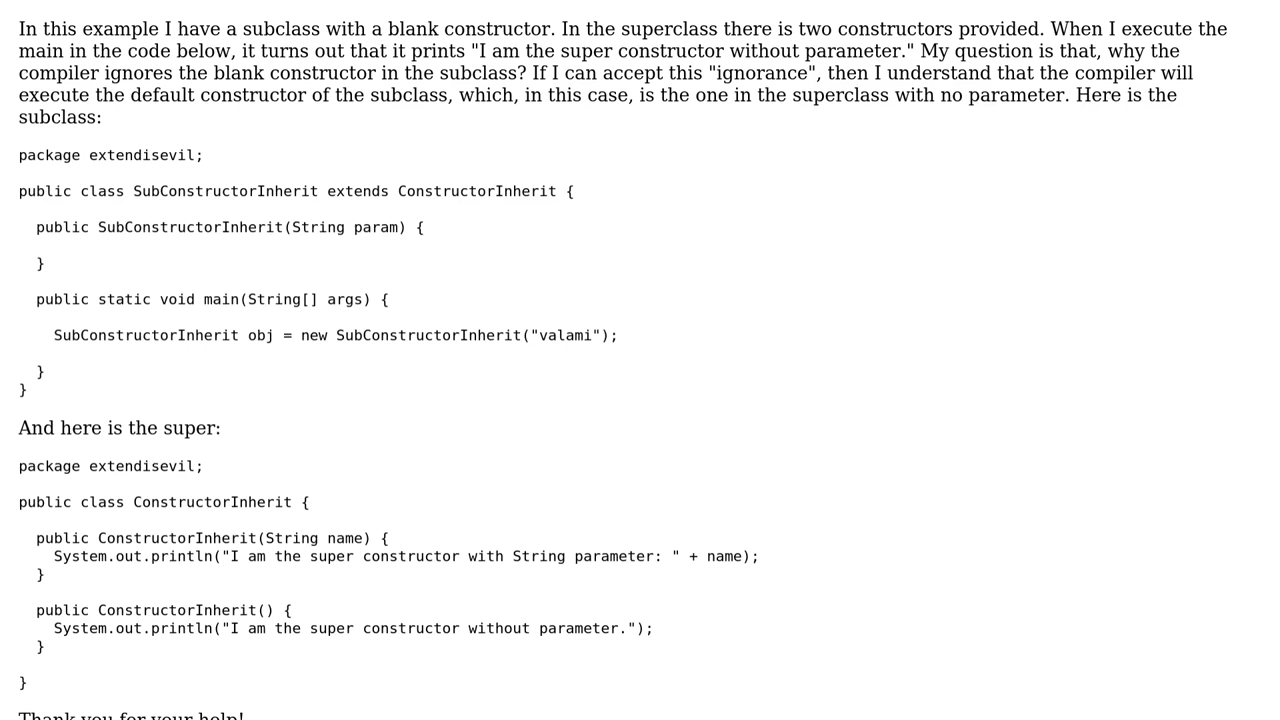 In this example I have a subclass with a blank constructor. In the superclass there is two constructors provided. When I execute the
main in the code below, it turns out that it prints "I am the super constructor without parameter." My question is that, why the
compiler ignores the blank constructor in the subclass? If I can accept this "ignorance", then I understand that the compiler will
execute the default constructor of the subclass, which, in this case, is the one in the superclass with no parameter. Here is the
subclass:
package extendisevil;
public class SubConstructorInherit extends ConstructorInherit {
public SubConstructorInherit(String param) {
}
public static void main(String[] args) {
SubConstructorInherit obj = new SubConstructorInherit("valami");
}
}
And here is the super:
package extendisevil;
public class ConstructorInherit {
public ConstructorInherit(String name) {
System.out.println("I am the super constructor with String parameter: " + name);
}
public ConstructorInherit() {
System.out.println("I am the super constructor without parameter.");
}
}
Thank you for your help!